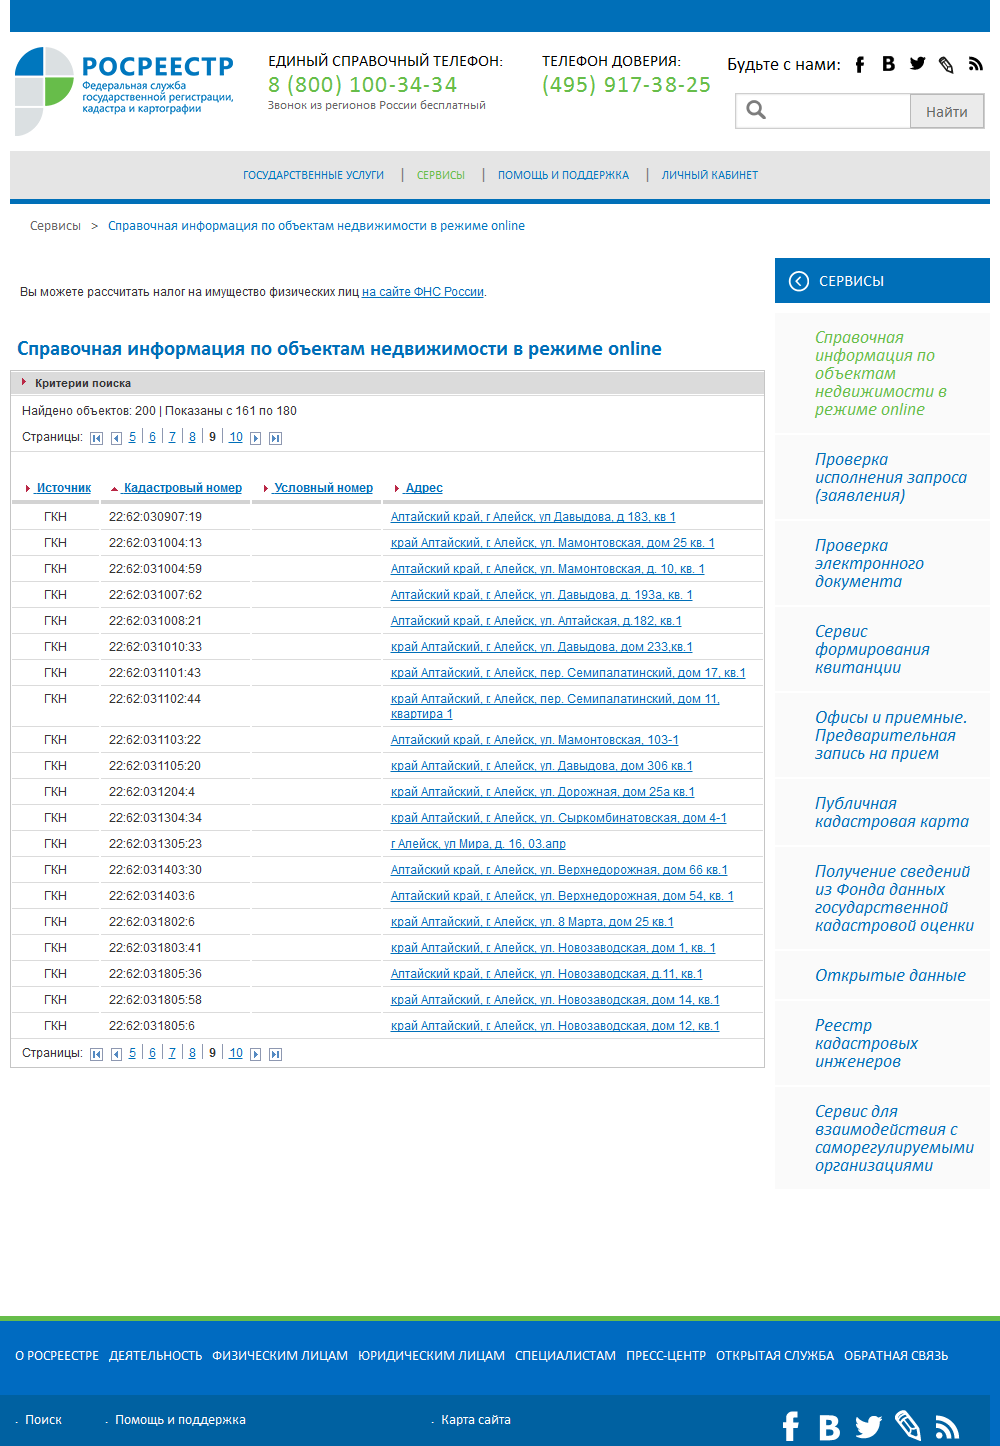 РОСРЕЕСТР
Федеральная служба
государственной регистрации,
кадастра и картографии
ЕДИНЫЙ СПРАВОЧНЫЙ ТЕЛЕФОН:
8 (800) 100-34-34
Звонок из регионов России бесплатный
ТЕЛЕФОН ДОВЕРИЯ:
(495) 917-38-25
Будьте с нами:
Найти
ГОСУДАРСТВЕННЫЕ УСЛУГИ | СЕРВИСЫ | ПОМОЩЬ И ПОДДЕРЖКА | ЛИЧНЫЙ КАБИНЕТ
Сервисы > Справочная информация по объектам недвижимости в режиме online
Вы можете рассчитать налог на имущество физических лиц на сайте ФНС России.
Справочная информация по объектам недвижимости в режиме online
Критерии поиска
Найдено объектов: 200 | Показаны с 161 по 180
Страницы: 5 | 6 | 7 | 8 | 9 | 10
Источник Кадастровый номер Условный номер Адрес
ГКН 22:62:030907:19 Алтайский край, г Алейск, ул Давыдова, д 183, кв 1
ГКН 22:62:031004:13 край Алтайский, г. Алейск, ул. Мамонтовская, дом 25 кв. 1
ГКН 22:62:031004:59 Алтайский край, г. Алейск, ул. Мамонтовская, д. 10, кв. 1
ГКН 22:62:031007:62 Алтайский край, г. Алейск, ул. Давыдова, д. 193а, кв. 1
ГКН 22:62:031008:21 Алтайский край, г. Алейск, ул. Алтайская, д.182, кв.1
ГКН 22:62:031010:33 край Алтайский, г. Алейск, ул. Давыдова, дом 233,кв.1
ГКН 22:62:031101:43 край Алтайский, г. Алейск, пер. Семипалатинский, дом 17, кв.1
ГКН 22:62:031102:44 край Алтайский, г. Алейск, пер. Семипалатинский, дом 11,
квартира 1
ГКН 22:62:031103:22 Алтайский край, г. Алейск, ул. Мамонтовская, 103-1
ГКН 22:62:031105:20 край Алтайский, г. Алейск, ул. Давыдова, дом 306 кв.1
ГКН 22:62:031204:4 край Алтайский, г. Алейск, ул. Дорожная, дом 25а кв.1
ГКН 22:62:031304:34 край Алтайский, г. Алейск, ул. Сыркомбинатовская, дом 4-1
ГКН 22:62:031305:23 г Алейск, ул Мира, д. 16, 03.апр
ГКН 22:62:031403:30 Алтайский край, г. Алейск, ул. Верхнедорожная, дом 66 кв.1
ГКН 22:62:031403:6 Алтайский край, г. Алейск, ул. Верхнедорожная, дом 54, кв. 1
ГКН 22:62:031802:6 край Алтайский, г. Алейск, ул. 8 Марта, дом 25 кв.1
ГКН 22:62:031803:41 край Алтайский, г. Алейск, ул. Новозаводская, дом 1, кв. 1
ГКН 22:62:031805:36 Алтайский край, г. Алейск, ул. Новозаводская, д.11, кв.1
ГКН 22:62:031805:58 край Алтайский, г. Алейск, ул. Новозаводская, дом 14, кв.1
ГКН 22:62:031805:6 край Алтайский, г. Алейск, ул. Новозаводская, дом 12, кв.1
Страницы: 5 | 6 | 7 | 8 | 9 | 10
СЕРВИСЫ
Справочная
информация по
объектам
недвижимости в
режиме online
Проверка
исполнения запроса
(заявления)
Проверка
электронного
документа
Сервис
формирования
квитанции
Офисы и приемные.
Предварительная
запись на прием
Публичная
кадастровая карта
Получение сведений
из Фонда данных
государственной
кадастровой оценки
Открытые данные
Реестр
кадастровых
инженеров
Сервис для
взаимодействия с
саморегулируемыми
организациями
О РОСРЕЕСТРЕ ДЕЯТЕЛЬНОСТЬ ФИЗИЧЕСКИМ ЛИЦАМ ЮРИДИЧЕСКИМ ЛИЦАМ СПЕЦИАЛИСТАМ ПРЕСС-ЦЕНТР ОТКРЫТАЯ СЛУЖБА ОБРАТНАЯ СВЯЗЬ
Поиск Помощь и поддержка Карта сайта